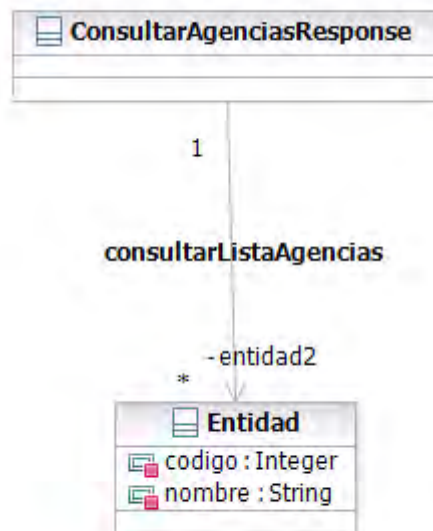 ConsultarAgenciasResponse
1
consultarListaAgencias
-entidad2
*
Entidad
codigo : Integer
nombre : String